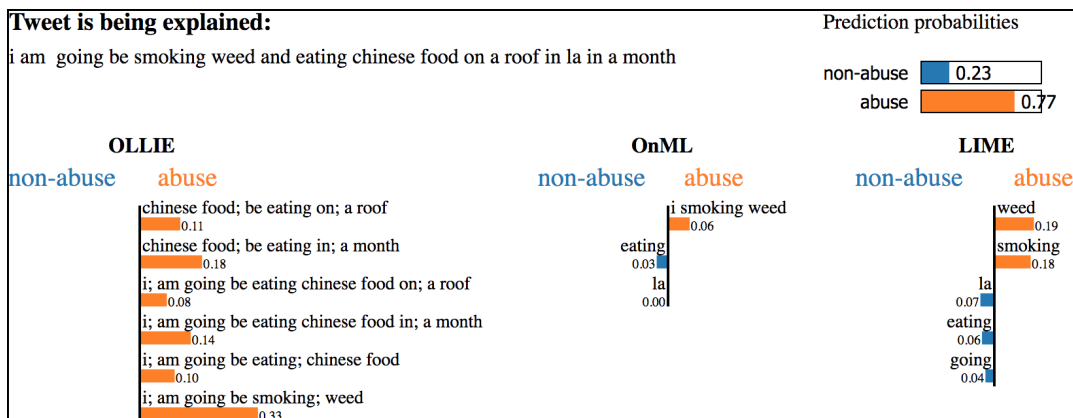 Tweet is being explained:
i am  going be smoking weed and eating chinese food on a roof in la in a month
Prediction probabilities
non-abuse 0.23
abuse 0.77
OLLIE
non-abuse abuse
chinese food; be eating on; a roof
0.11
chinese food; be eating in; a month
0.18
i; am going be eating chinese food on; a roof
0.08
i; am going be eating chinese food in; a month
0.14
i; am going be eating; chinese food
0.10
i; am going be smoking; weed
0.33
OnML
non-abuse abuse
i smoking weed
0.06
eating
0.03
la
0.00
LIME
non-abuse abuse
weed
0.19
smoking
0.18
la
0.07
eating
0.06
going
0.04